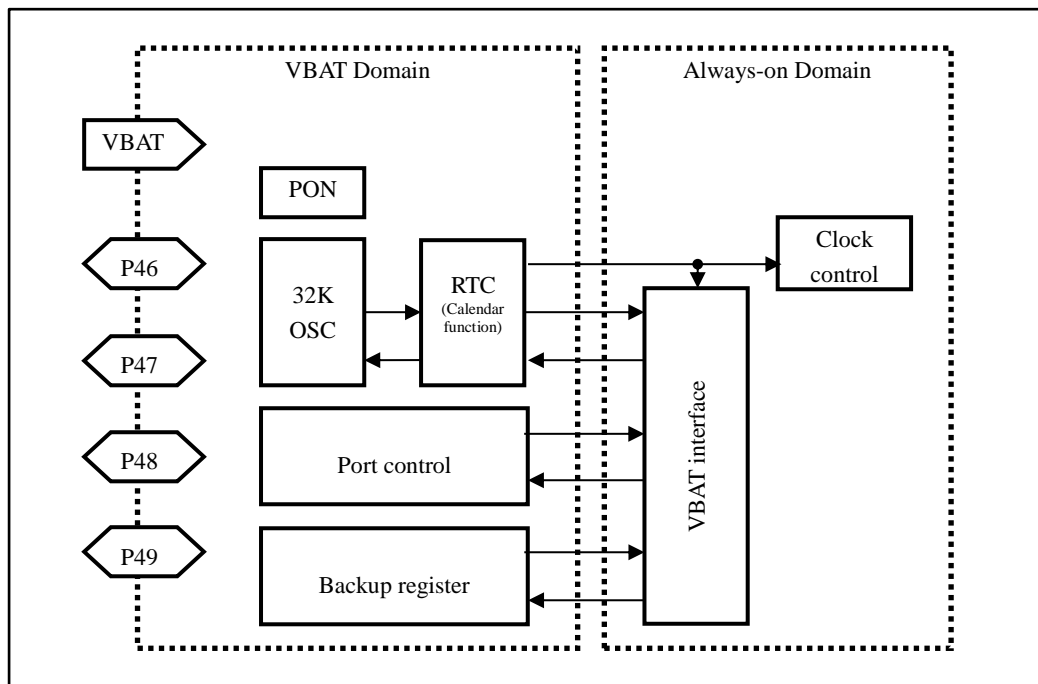 VBAT Domain
Always-on Domain
VBAT
PON
P46
32K
OSC
RTC
(Calendar
function)
Clock
control
P47
VBAT interface
P48
Port control
P49
Backup register